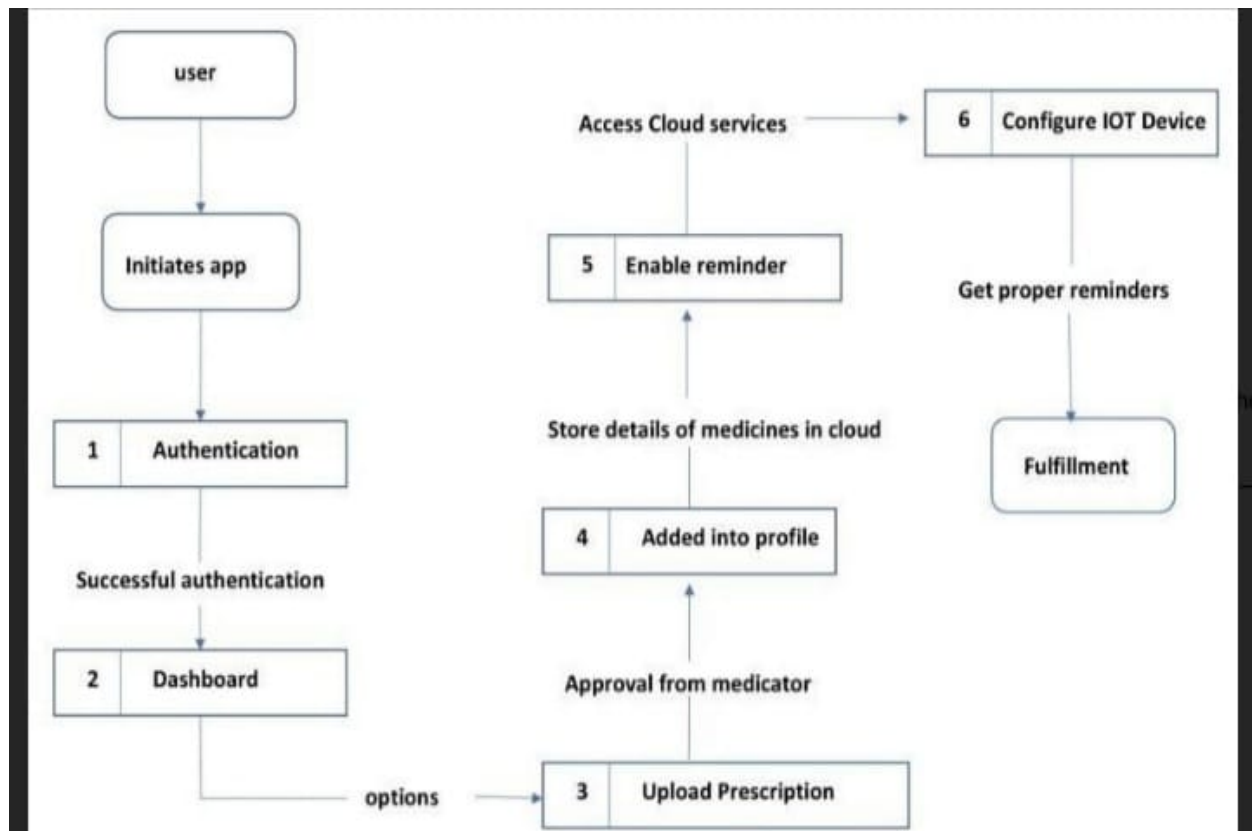 user
Initiates app
1 Authentication
Successful authentication
2 Dashboard
options
3 Upload Prescription
Approval from medicator
4 Added into profile
Store details of medicines in cloud
5 Enable reminder
Access Cloud services
6 Configure IOT Device
Get proper reminders
Fulfillment